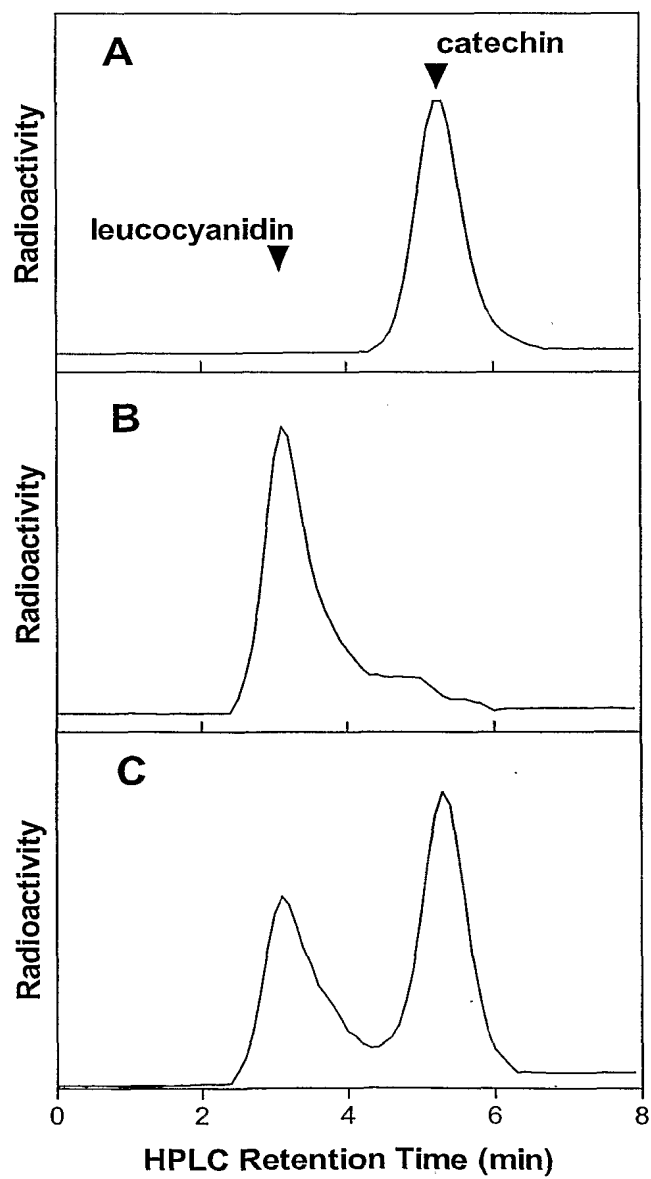 A
catechin
leucocyanidin
Radioactivity
B
Radioactivity
C
Radioactivity
0 2 4 6 8
HPLC Retention Time (min)